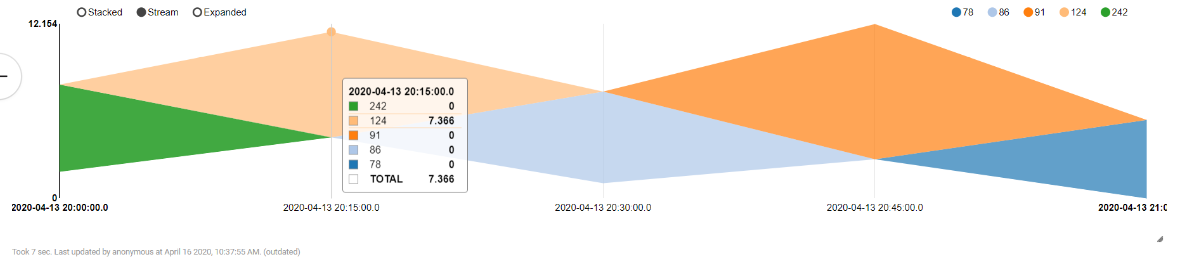 Stacked Stream Expanded 78 86 91 124 242
12.154
2020-04-13 20:15:00.0
242 0
124 7.366
91 0
86 0
78 0
TOTAL 7.366
0
2020-04-13 20:00:00.0 2020-04-13 20:15:00.0 2020-04-13 20:30:00.0 2020-04-13 20:45:00.0 2020-04-13 21:0
Took 7 sec. Last updated by anonymous at April 16 2020, 10:37:55 AM. (outdated)